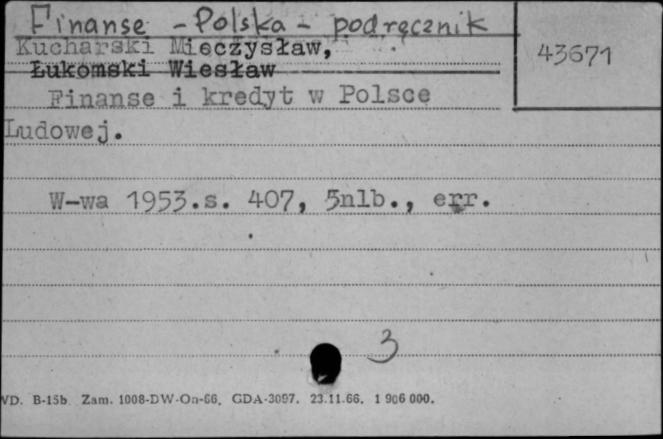 Finanse - Polska - podręcznik
Kucharski Mieczysław,
43671
Łukomski Wiesław
Finanse i kredyt w Polsce
Ludowej.
W-wa 1953.s. 407, 5nlb., err.
3
VD. B-15b. Zam. 1008-DW-On-66. GDA-3097. 23.11.66. 1 906 000.